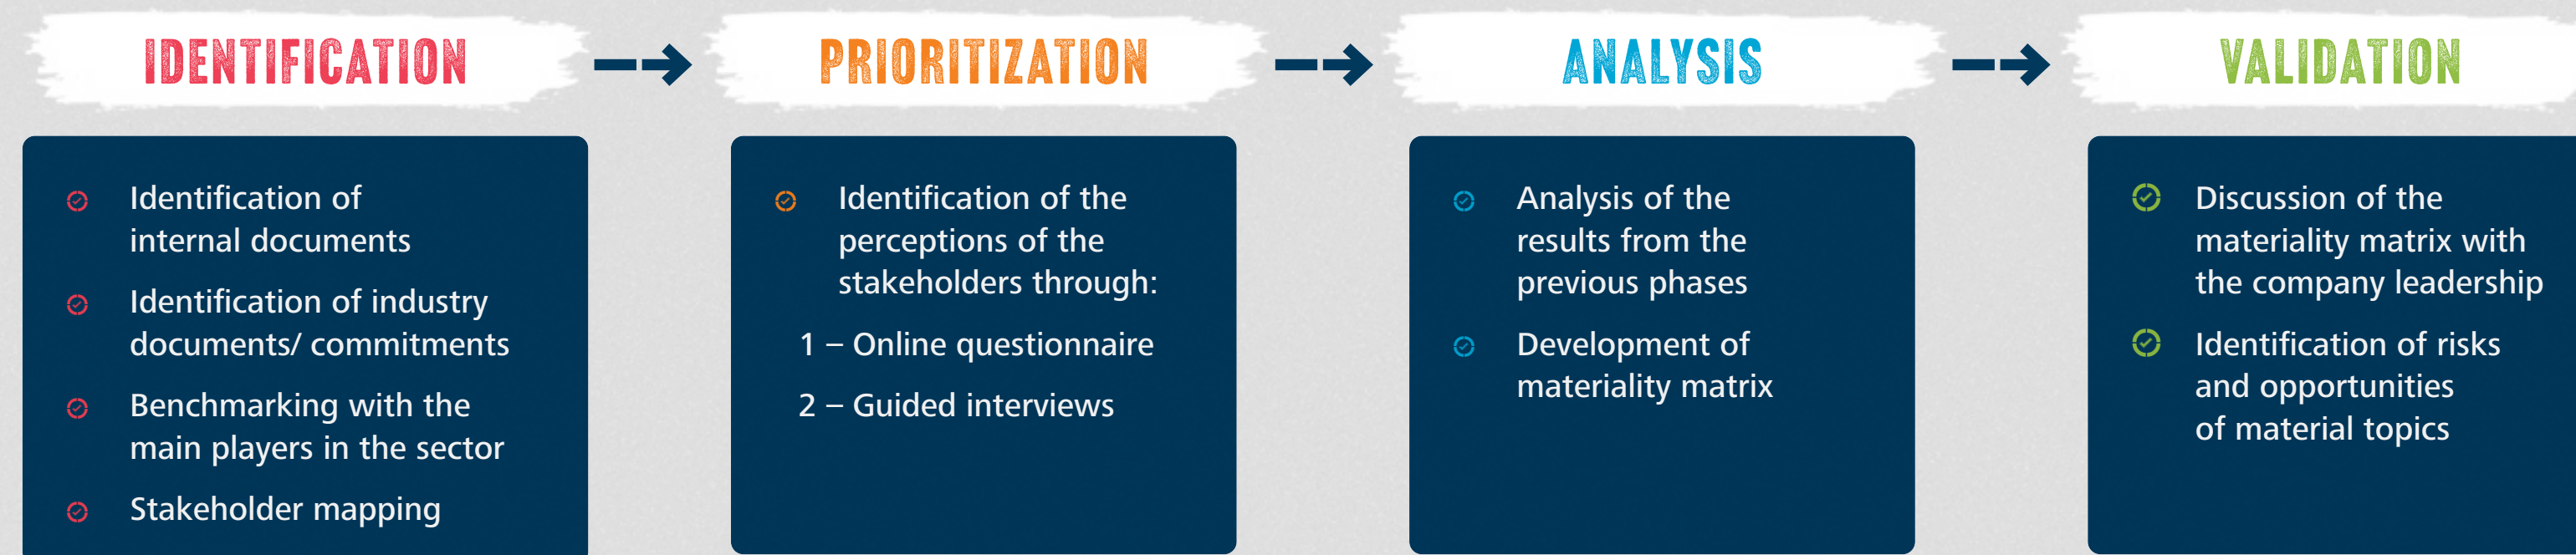 IDENTIFICATION
Identification of
internal documents
Identification of industry
documents/ commitments
Benchmarking with the
main players in the sector
Stakeholder mapping
PRIORITIZATION
Identification of the
perceptions of the
stakeholders through:
1 – Online questionnaire
2 – Guided interviews
ANALYSIS
Analysis of the
results from the
previous phases
Development of
materiality matrix
VALIDATION
Discussion of the
materiality matrix with
the company leadership
Identification of risks
and opportunities
of material topics